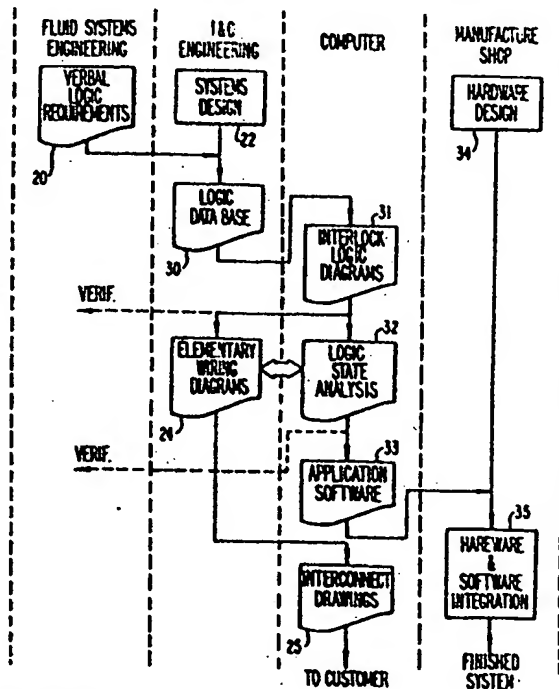 FLUID SYSTEMS
ENGINEERING
I&C
ENGINEERING
COMPUTER
MANUFACTURE
SHOP
VERBAL
LOGIC
REQUIREMENTS
20
SYSTEMS
DESIGN
22
HARDWARE
DESIGN
34
LOGIC
DATA BASE
30
31
INTERLOCK
LOGIC
DIAGRAMS
VERIF.
ELEMENTARY
WIRING
DIAGRAMS
24
32
LOGIC
STATE
ANALYSIS
VERIF.
33
APPLICATION
SOFTWARE
35
HAREWARE
&
SOFTWARE
INTEGRATION
INTERCONNECT
DRAWINGS
25
TO CUSTOMER
FINISHED
SYSTEM